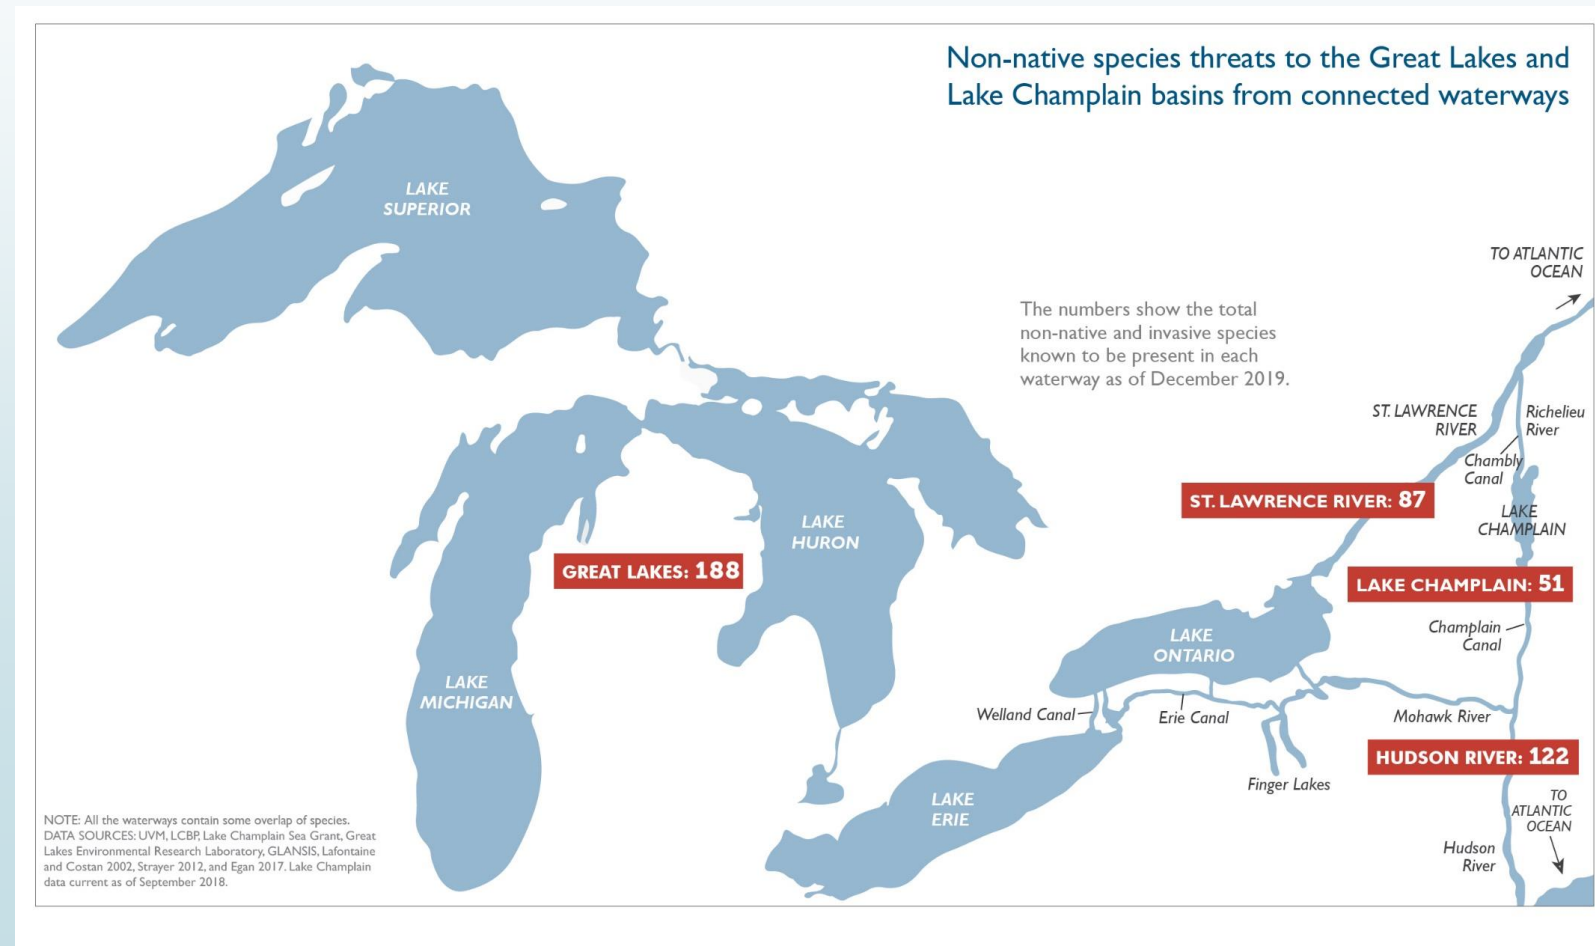 Non-native species threats to the Great Lakes and
Lake Champlain basins from connected waterways
LAKE
SUPERIOR
TO ATLANTIC
OCEAN
The numbers show the total
non-native and invasive species
known to be present in each
waterway as of December 2019.
ST. LAWRENCE
RIVER
Richelieu
River
Chambly
Canal
ST. LAWRENCE RIVER: 87
LAKE
CHAMPLAIN
LAKE
HURON
GREAT LAKES: 188
LAKE CHAMPLAIN: 51
Champlain
Canal
LAKE
ONTARIO
LAKE
MICHIGAN
Welland Canal
Erie Canal
Mohawk River
HUDSON RIVER: 122
Finger Lakes
LAKE
ERIE
TO
ATLANTIC
OCEAN
Hudson
River
NOTE: All the waterways contain some overlap of species.
DATA SOURCES: UVM, LCBP, Lake Champlain Sea Grant, Great
Lakes Environmental Research Laboratory, GLANSIS, Lafontaine
and Costan 2002, Strayer 2012, and Egan 2017. Lake Champlain
data current as of September 2018.